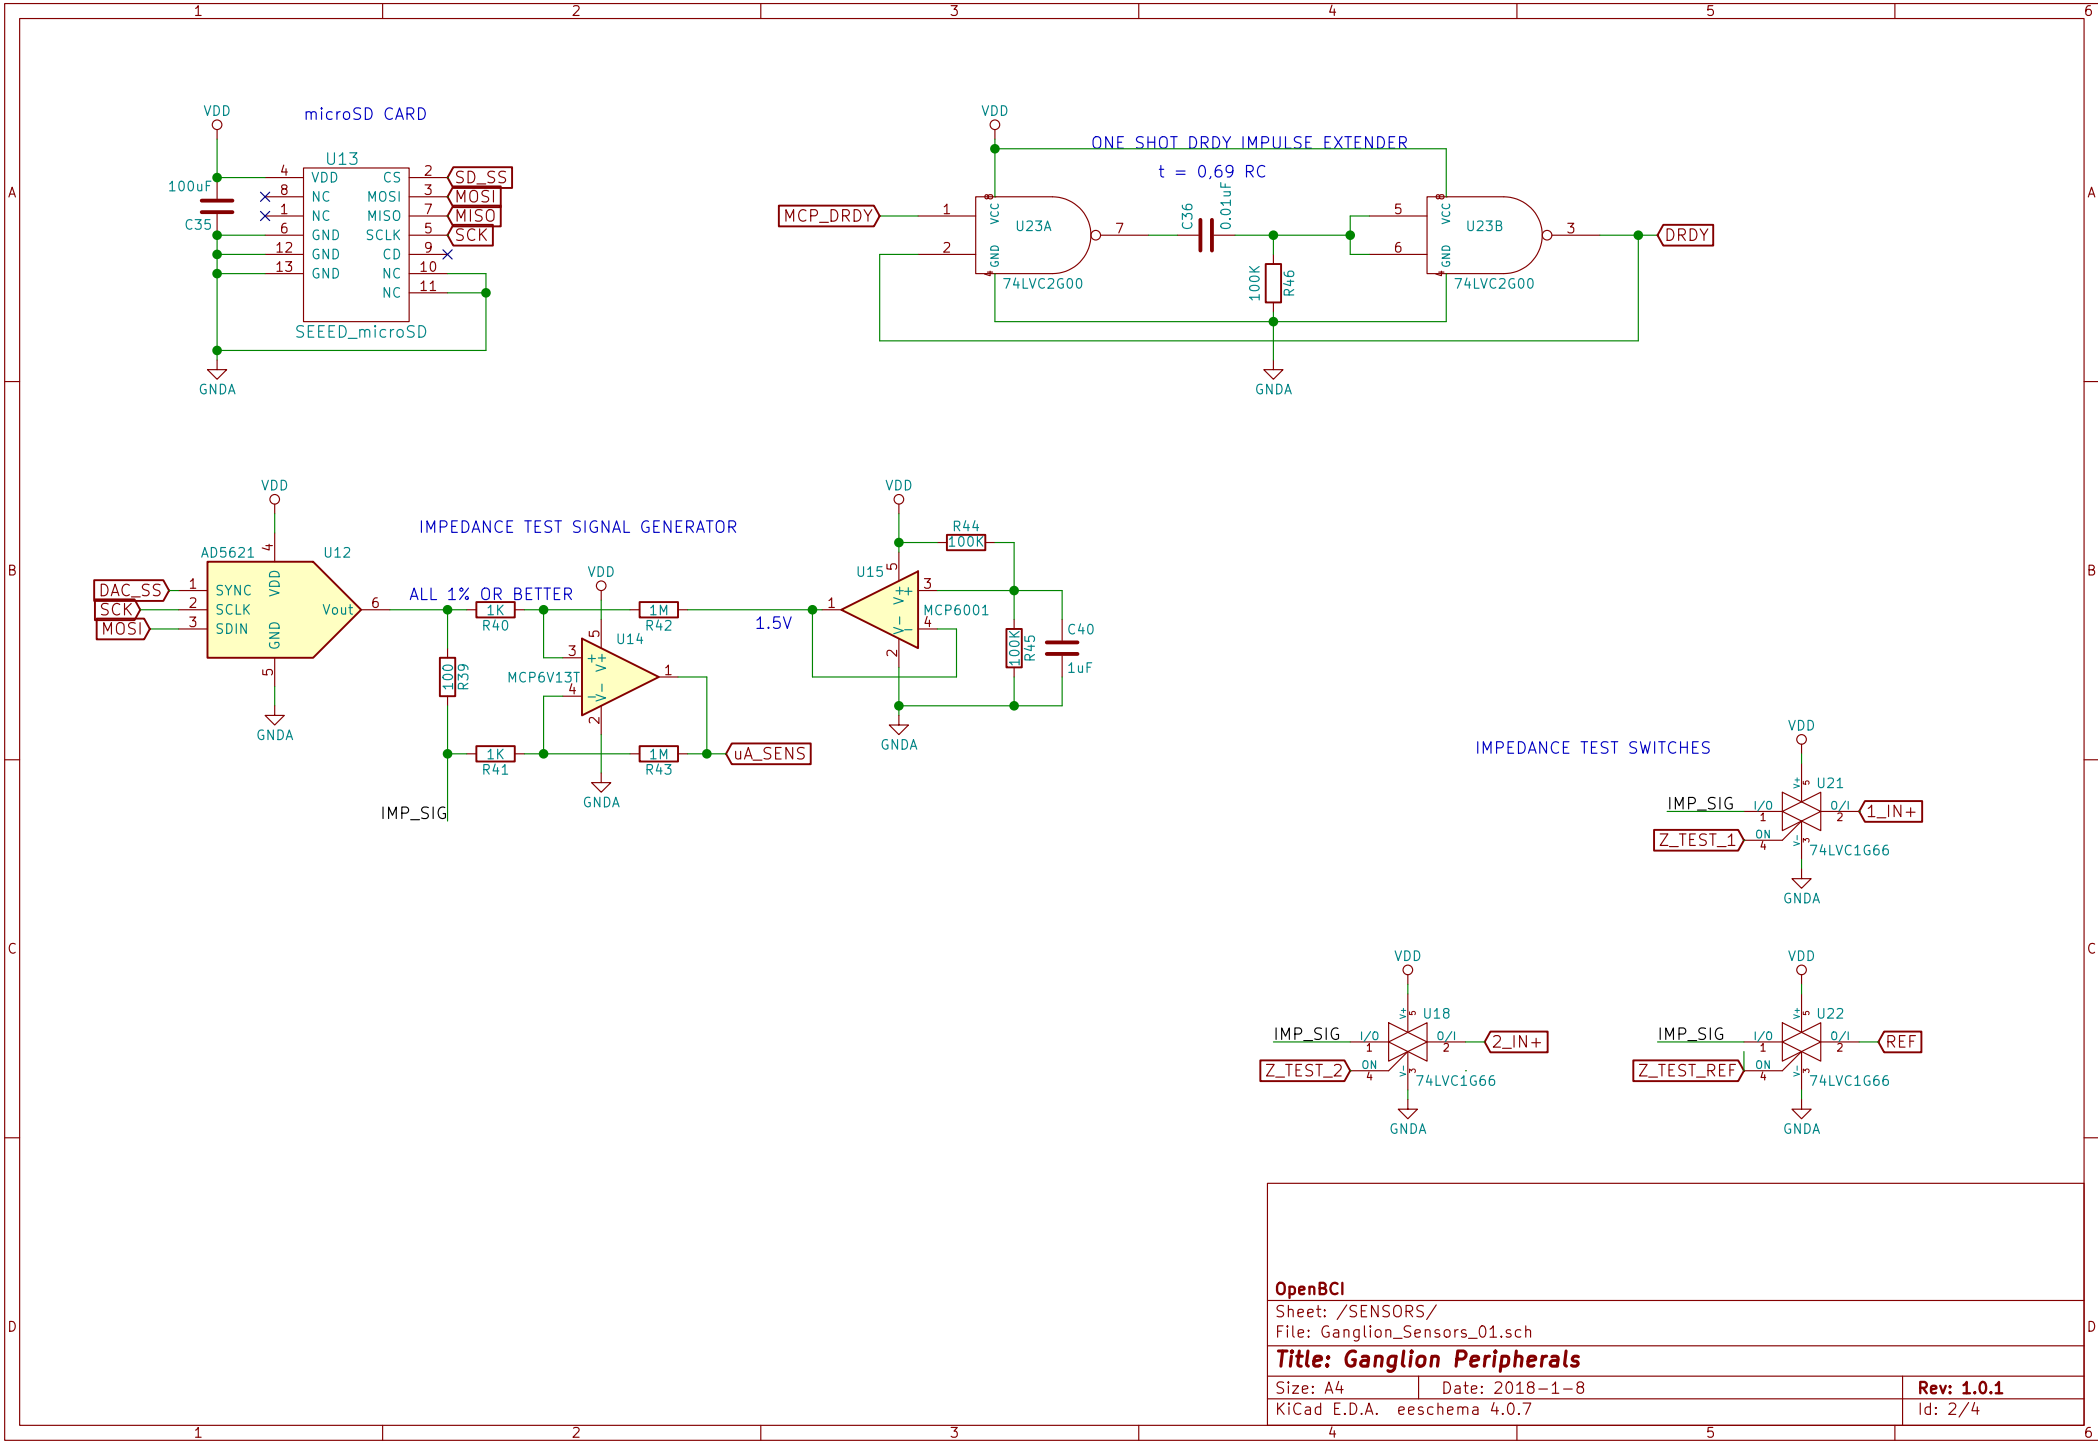 1 2 3 4 5 6
A
A
B
B
C
C
D
D
VDD
microSD CARD
U13
100uF
C35
4 VDD CS 2 SD_SS
8 NC MOSI 3 MOSI
1 NC MISO 7 MISO
6 GND SCLK 5 SCK
12 GND CD 9
13 GND NC 10
NC 11
SEEED_microSD
GNDA
VDD
ONE SHOT DRDY IMPULSE EXTENDER
t = 0,69 RC
MCP_DRDY
1
2
8
VCC
GND
4
U23A
7
74LVC2G00
C36
0.01uF
100K
R46
5
6
8
VCC
GND
4
U23B
3
74LVC2G00
DRDY
GNDA
VDD
4
AD5621
U12
DAC_SS 1 SYNC
SCK 2 SCLK
MOSI 3 SDIN
VDD
GND
Vout 6
5
GNDA
IMPEDANCE TEST SIGNAL GENERATOR
ALL 1% OR BETTER
1K
R40
100
R39
1K
R41
IMP_SIG
VDD
5
U14
MCP6V13T
3 + V+
4 - V-
1
2
GNDA
1M
R42
1M
R43
uA_SENS
1.5V
VDD
R44
100K
U15
5
3
V+ +
MCP6001
1
V- -
4
2
100K
R45
C40
1uF
GNDA
IMPEDANCE TEST SWITCHES
VDD
V+ 5
U21
IMP_SIG I/O 1
O/I 2 1_IN+
Z_TEST_1 ON 4
V- 3
74LVC1G66
GNDA
VDD
V+ 5
U18
IMP_SIG I/O 1
O/I 2 2_IN+
Z_TEST_2 ON 4
V- 3
74LVC1G66
GNDA
VDD
V+ 5
U22
IMP_SIG I/O 1
O/I 2 REF
Z_TEST_REF ON 4
V- 3
74LVC1G66
GNDA
OpenBCI
Sheet: /SENSORS/
File: Ganglion_Sensors_01.sch
Title: Ganglion Peripherals
Size: A4 Date: 2018-1-8 Rev: 1.0.1
KiCad E.D.A. eeschema 4.0.7 Id: 2/4
1 2 3 4 5 6